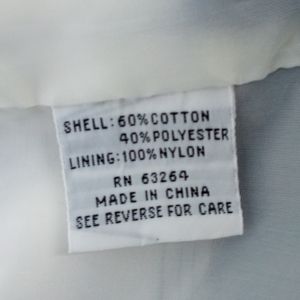 SHELL: 60% COTTON
40% POLYESTER
LINING: 100% NYLON
RN 63264
MADE IN CHINA
SEE REVERSE FOR CARE